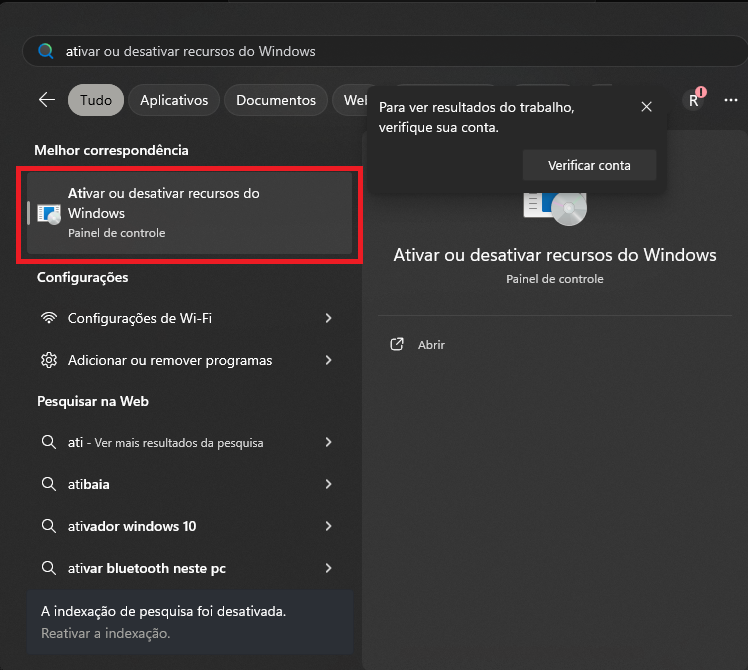 ativar ou desativar recursos do Windows
Tudo
Aplicativos
Documentos
Para ver resultados do trabalho,
verifique sua conta.
Verificar conta
R
Melhor correspondência
Ativar ou desativar recursos do
Windows
Painel de controle
Configurações
Configurações de Wi-Fi
Adicionar ou remover programas
Pesquisar na Web
ati - Ver mais resultados da pesquisa
atibaia
ativador windows 10
ativar bluetooth neste pc
A indexação de pesquisa foi desativada.
Reativar a indexação.
Ativar ou desativar recursos do Windows
Painel de controle
Abrir